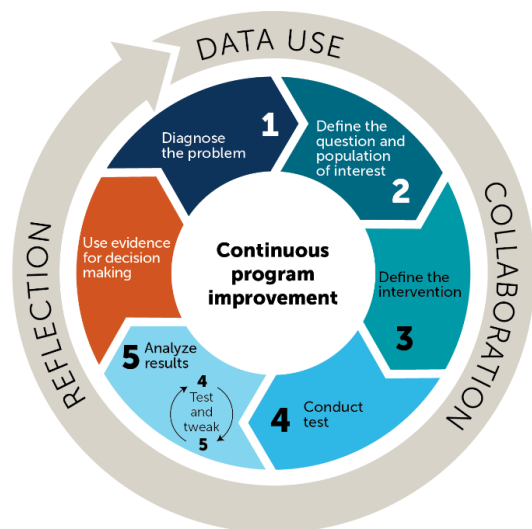 DATA USE
COLLABORATION
REFLECTION
1
Diagnose
the problem
Define the
question and
population
of interest
2
Define the
intervention
3
4
Conduct
test
5
Analyze
results
4
Test
and
tweak
5
Use evidence
for decision
making
Continuous
program
improvement